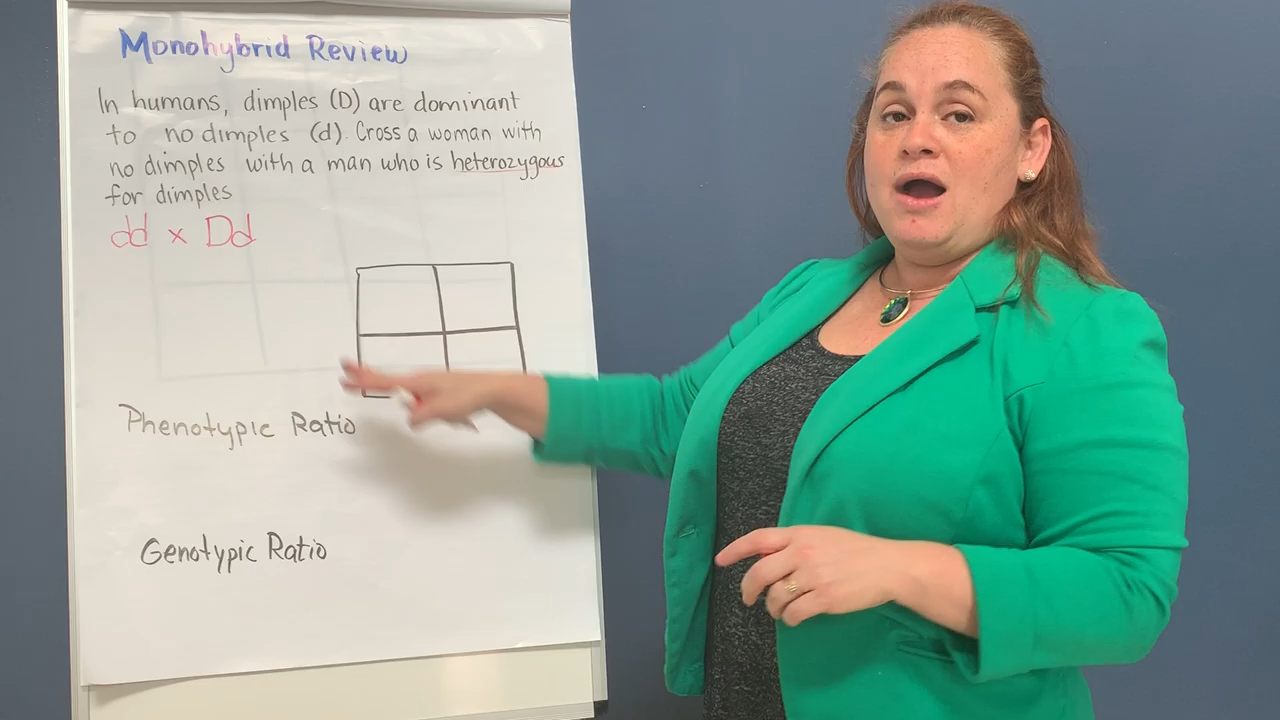 Monohybrid Review
In humans, dimples (D) are dominant
to no dimples (d). Cross a woman with
no dimples with a man who is heterozygous
for dimples
dd x Dd
Phenotypic Ratio
Genotypic Ratio